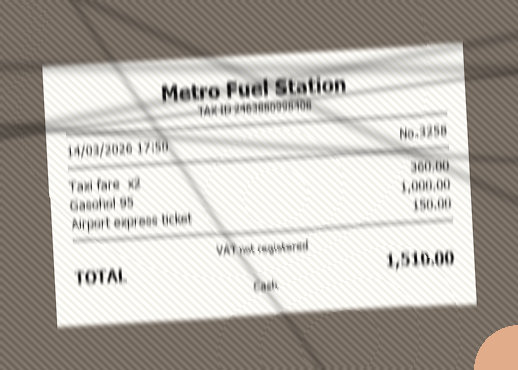 Metro Fuel Station
TAX ID 2463880998408
No.3258
14/03/2026 17:50
Taxi fare x2 360.00
Gasohol 95 1,000.00
Airport express ticket 150.00
VAT not registered
TOTAL 1,510.00
Cash